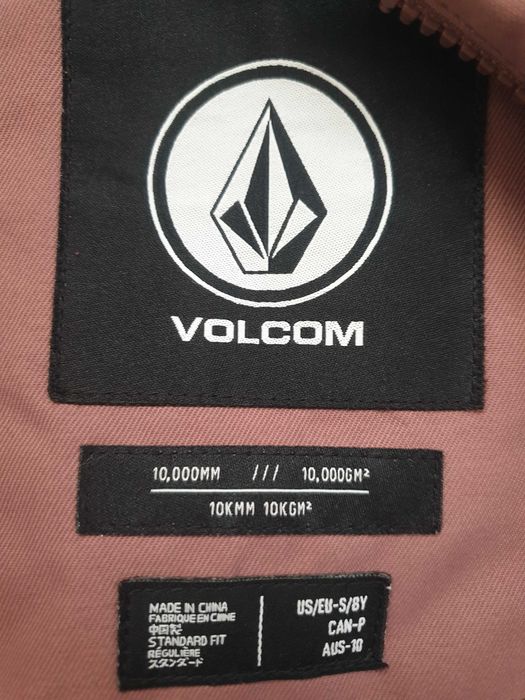 VOLCOM
10,000MM /// 10,000GM²
10KMM 10KGM²
MADE IN CHINA
FABRIQUE EN CHINE
中国製
STANDARD FIT
RÉGULIÈRE
スタンダード
US/EU-S/8Y
CAN-P
AUS-10